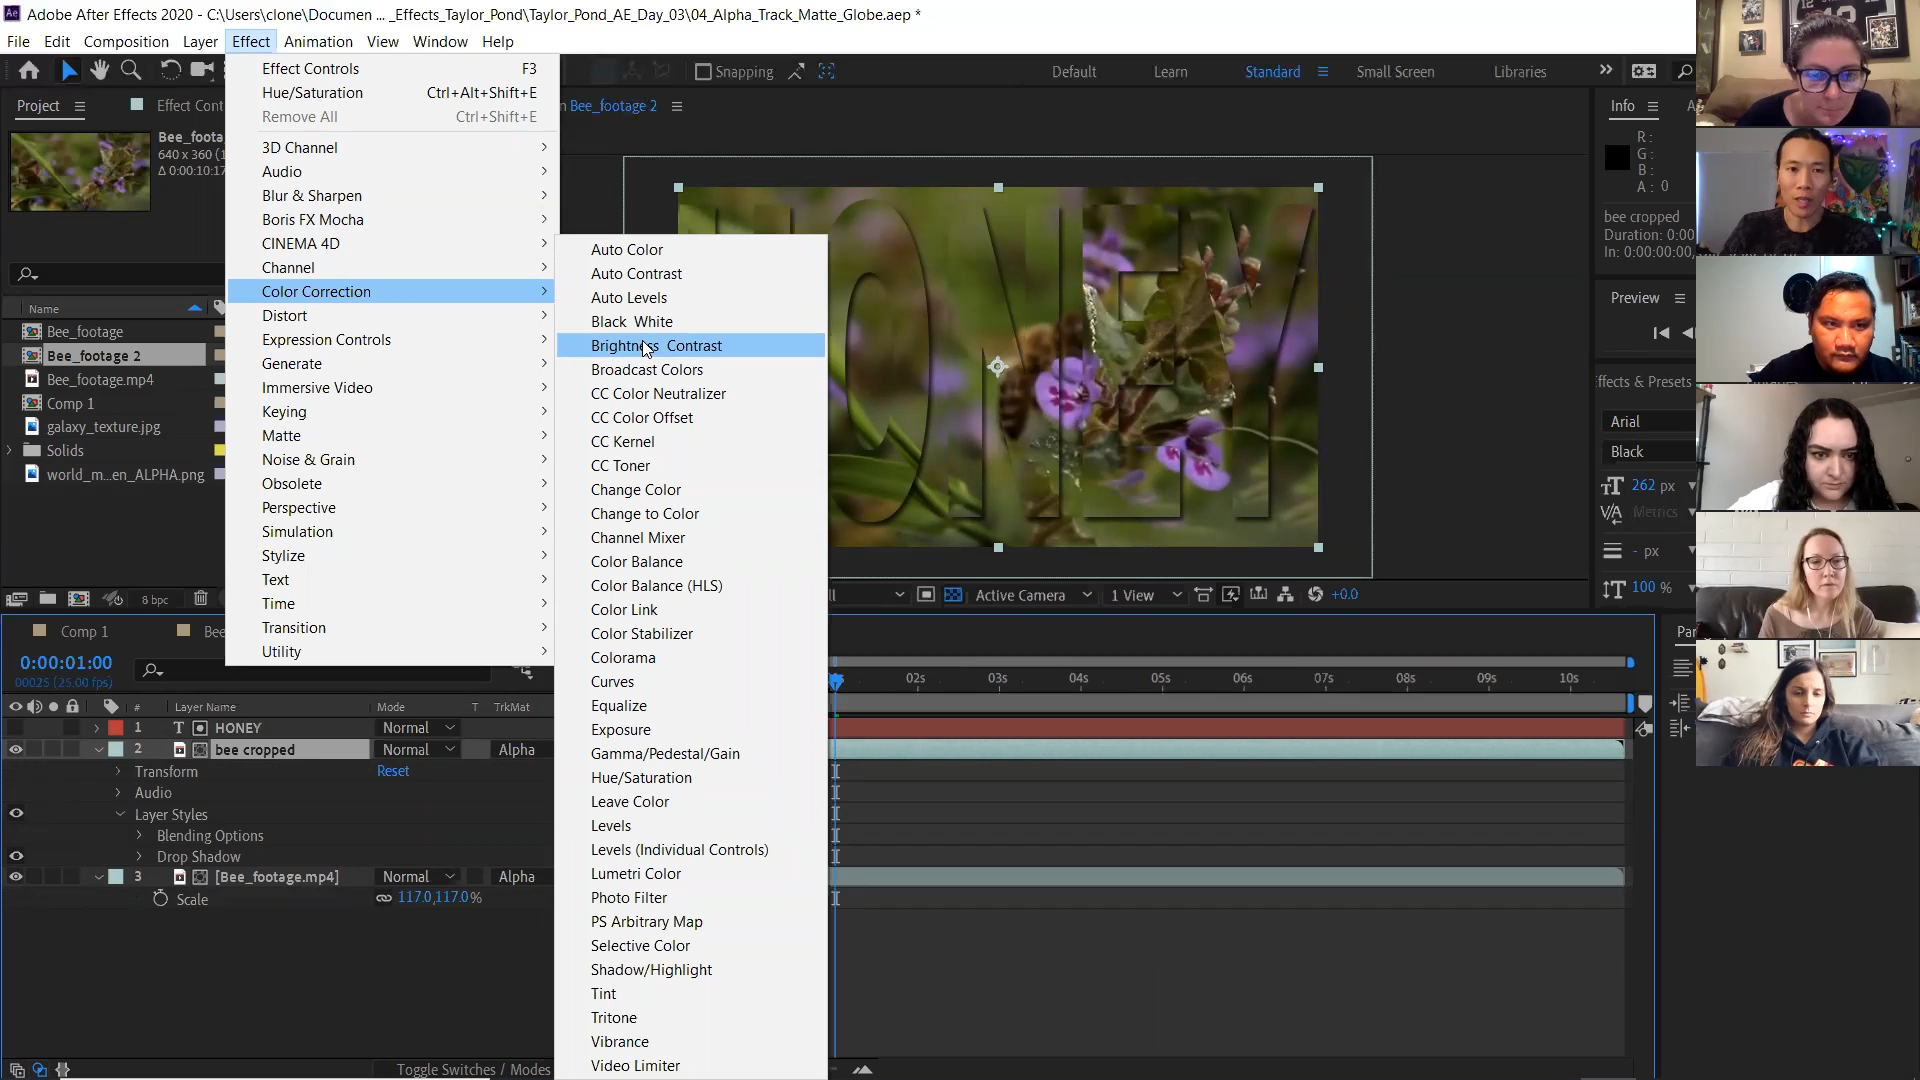 Adobe After Effects 2020 - C:\Users\clone\Documen ... _Effects_Taylor_Pond\Taylor_Pond_AE_Day_03\04_Alpha_Track_Matte_Globe.aep *
File Edit Composition Layer Effect Animation View Window Help
Snapping Default Learn Standard Small Screen Libraries
Effect Controls F3
Hue/Saturation Ctrl+Alt+Shift+E
Remove All Ctrl+Shift+E
3D Channel
Audio
Blur & Sharpen
Boris FX Mocha
CINEMA 4D
Channel
Color Correction
Distort
Expression Controls
Generate
Immersive Video
Keying
Matte
Noise & Grain
Obsolete
Perspective
Simulation
Stylize
Text
Time
Transition
Utility
Auto Color
Auto Contrast
Auto Levels
Black White
Brightness Contrast
Broadcast Colors
CC Color Neutralizer
CC Color Offset
CC Kernel
CC Toner
Change Color
Change to Color
Channel Mixer
Color Balance
Color Balance (HLS)
Color Link
Color Stabilizer
Colorama
Curves
Equalize
Exposure
Gamma/Pedestal/Gain
Hue/Saturation
Leave Color
Levels
Levels (Individual Controls)
Lumetri Color
Photo Filter
PS Arbitrary Map
Selective Color
Shadow/Highlight
Tint
Tritone
Vibrance
Video Limiter
Project Effect Cont
Bee_foota
640 x 360 (1
Δ 0:00:10:17
Name
Bee_footage
Bee_footage 2
Bee_footage.mp4
Comp 1
galaxy_texture.jpg
Solids
world_m...en_ALPHA.png
8 bpc
Bee_footage 2
HONEY
Active Camera 1 View +0.0
Info
R :
G :
B :
A : 0
bee cropped
Duration: 0:00
In: 0:00:00:00,
Preview
ffects & Presets
Arial
Black
262 px
Metrics
- px
100 %
Comp 1 Bee
0:00:01:00
00025 (25.00 fps)
02s 03s 04s 05s 06s 07s 08s 09s 10s
# Layer Name Mode T TrkMat
1 T HONEY Normal
2 bee cropped Normal Alpha
Transform Reset
Audio
Layer Styles
Blending Options
Drop Shadow
3 [Bee_footage.mp4] Normal Alpha
Scale 117.0,117.0%
Toggle Switches / Modes